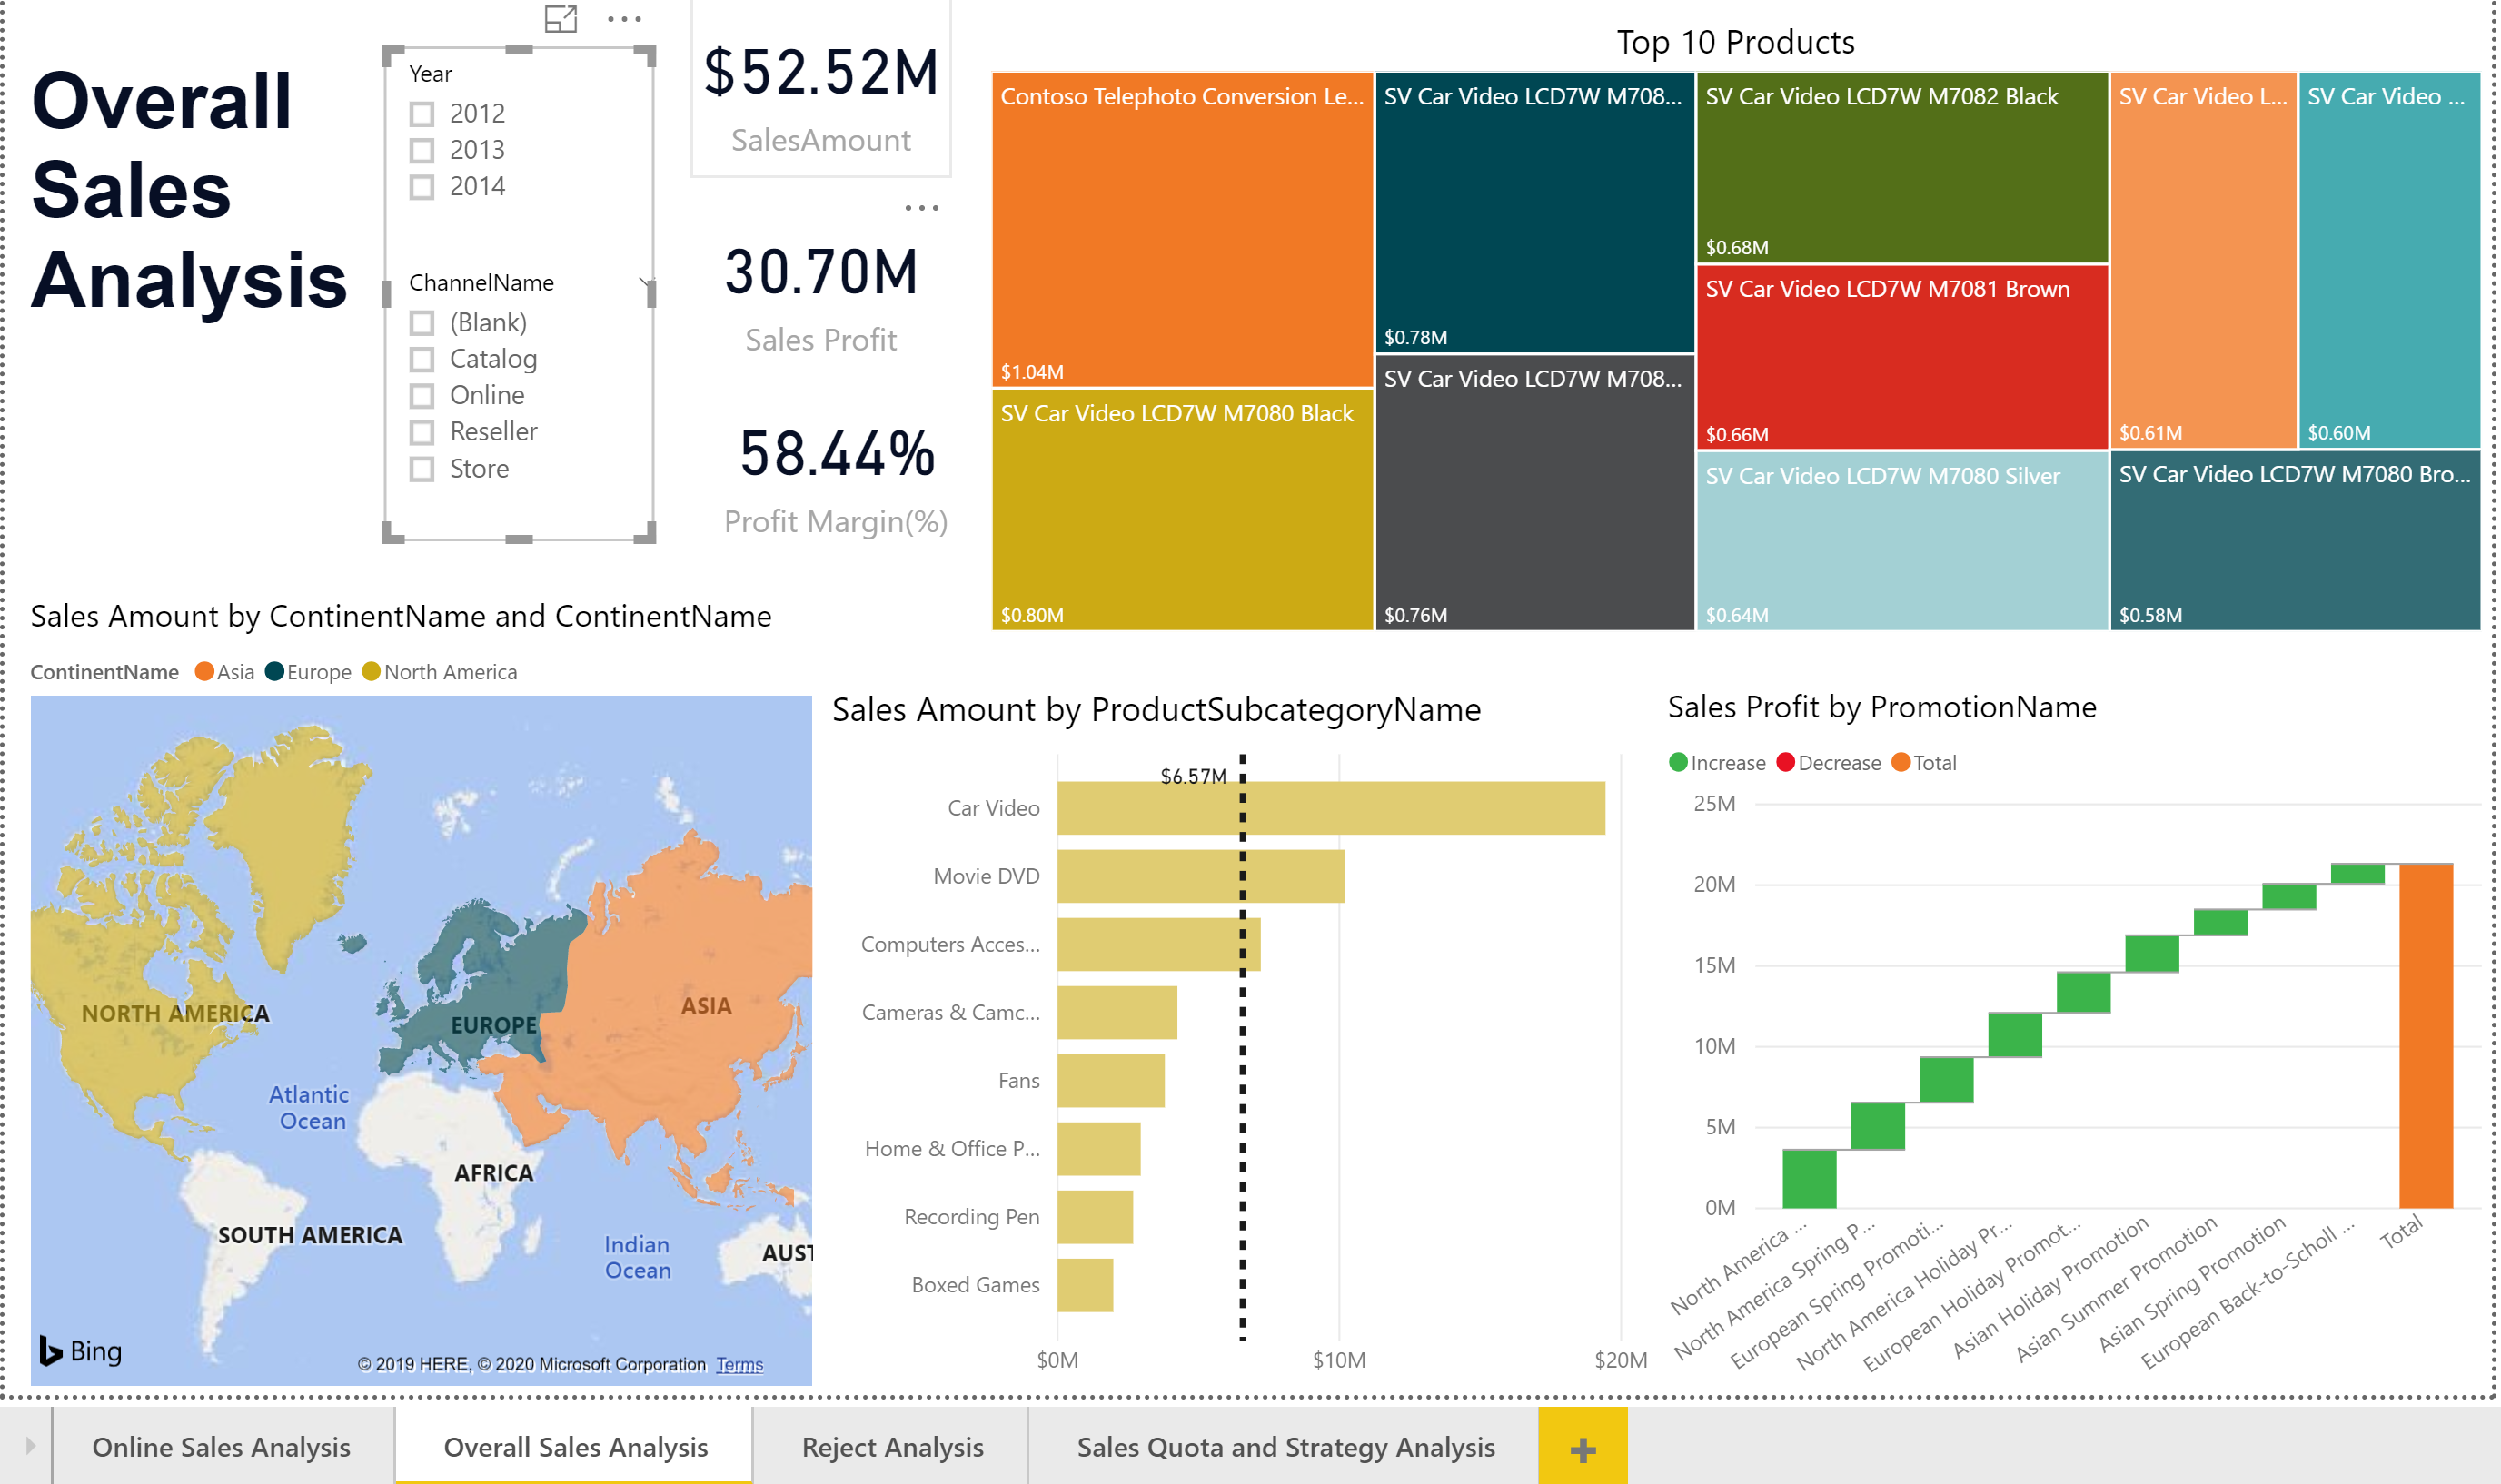 Overall
Sales
Analysis
Year
2012
2013
2014
ChannelName
(Blank)
Catalog
Online
Reseller
Store
$52.52M
SalesAmount
30.70M
Sales Profit
58.44%
Profit Margin(%)
Top 10 Products
Contoso Telephoto Conversion Le...
$1.04M
SV Car Video LCD7W M7080 Black
$0.80M
SV Car Video LCD7W M708...
$0.78M
SV Car Video LCD7W M708...
$0.76M
SV Car Video LCD7W M7082 Black
$0.68M
SV Car Video LCD7W M7081 Brown
$0.66M
SV Car Video LCD7W M7080 Silver
$0.64M
SV Car Video L...
$0.61M
SV Car Video ...
$0.60M
SV Car Video LCD7W M7080 Bro...
$0.58M
Sales Amount by ContinentName and ContinentName
ContinentName Asia Europe North America
NORTH AMERICA
EUROPE
ASIA
Atlantic
Ocean
AFRICA
SOUTH AMERICA
Indian
Ocean
AUST
Bing
© 2019 HERE, © 2020 Microsoft Corporation Terms
Sales Amount by ProductSubcategoryName
$6.57M
Car Video
Movie DVD
Computers Acces...
Cameras & Camc...
Fans
Home & Office P...
Recording Pen
Boxed Games
$0M $10M $20M
Sales Profit by PromotionName
Increase Decrease Total
25M
20M
15M
10M
5M
0M
North America ...
North America Spring P...
European Spring Promoti...
North America Holiday Pr...
European Holiday Promot...
Asian Holiday Promotion
Asian Summer Promotion
Asian Spring Promotion
European Back-to-Scholl ...
Total
Online Sales Analysis
Overall Sales Analysis
Reject Analysis
Sales Quota and Strategy Analysis
+